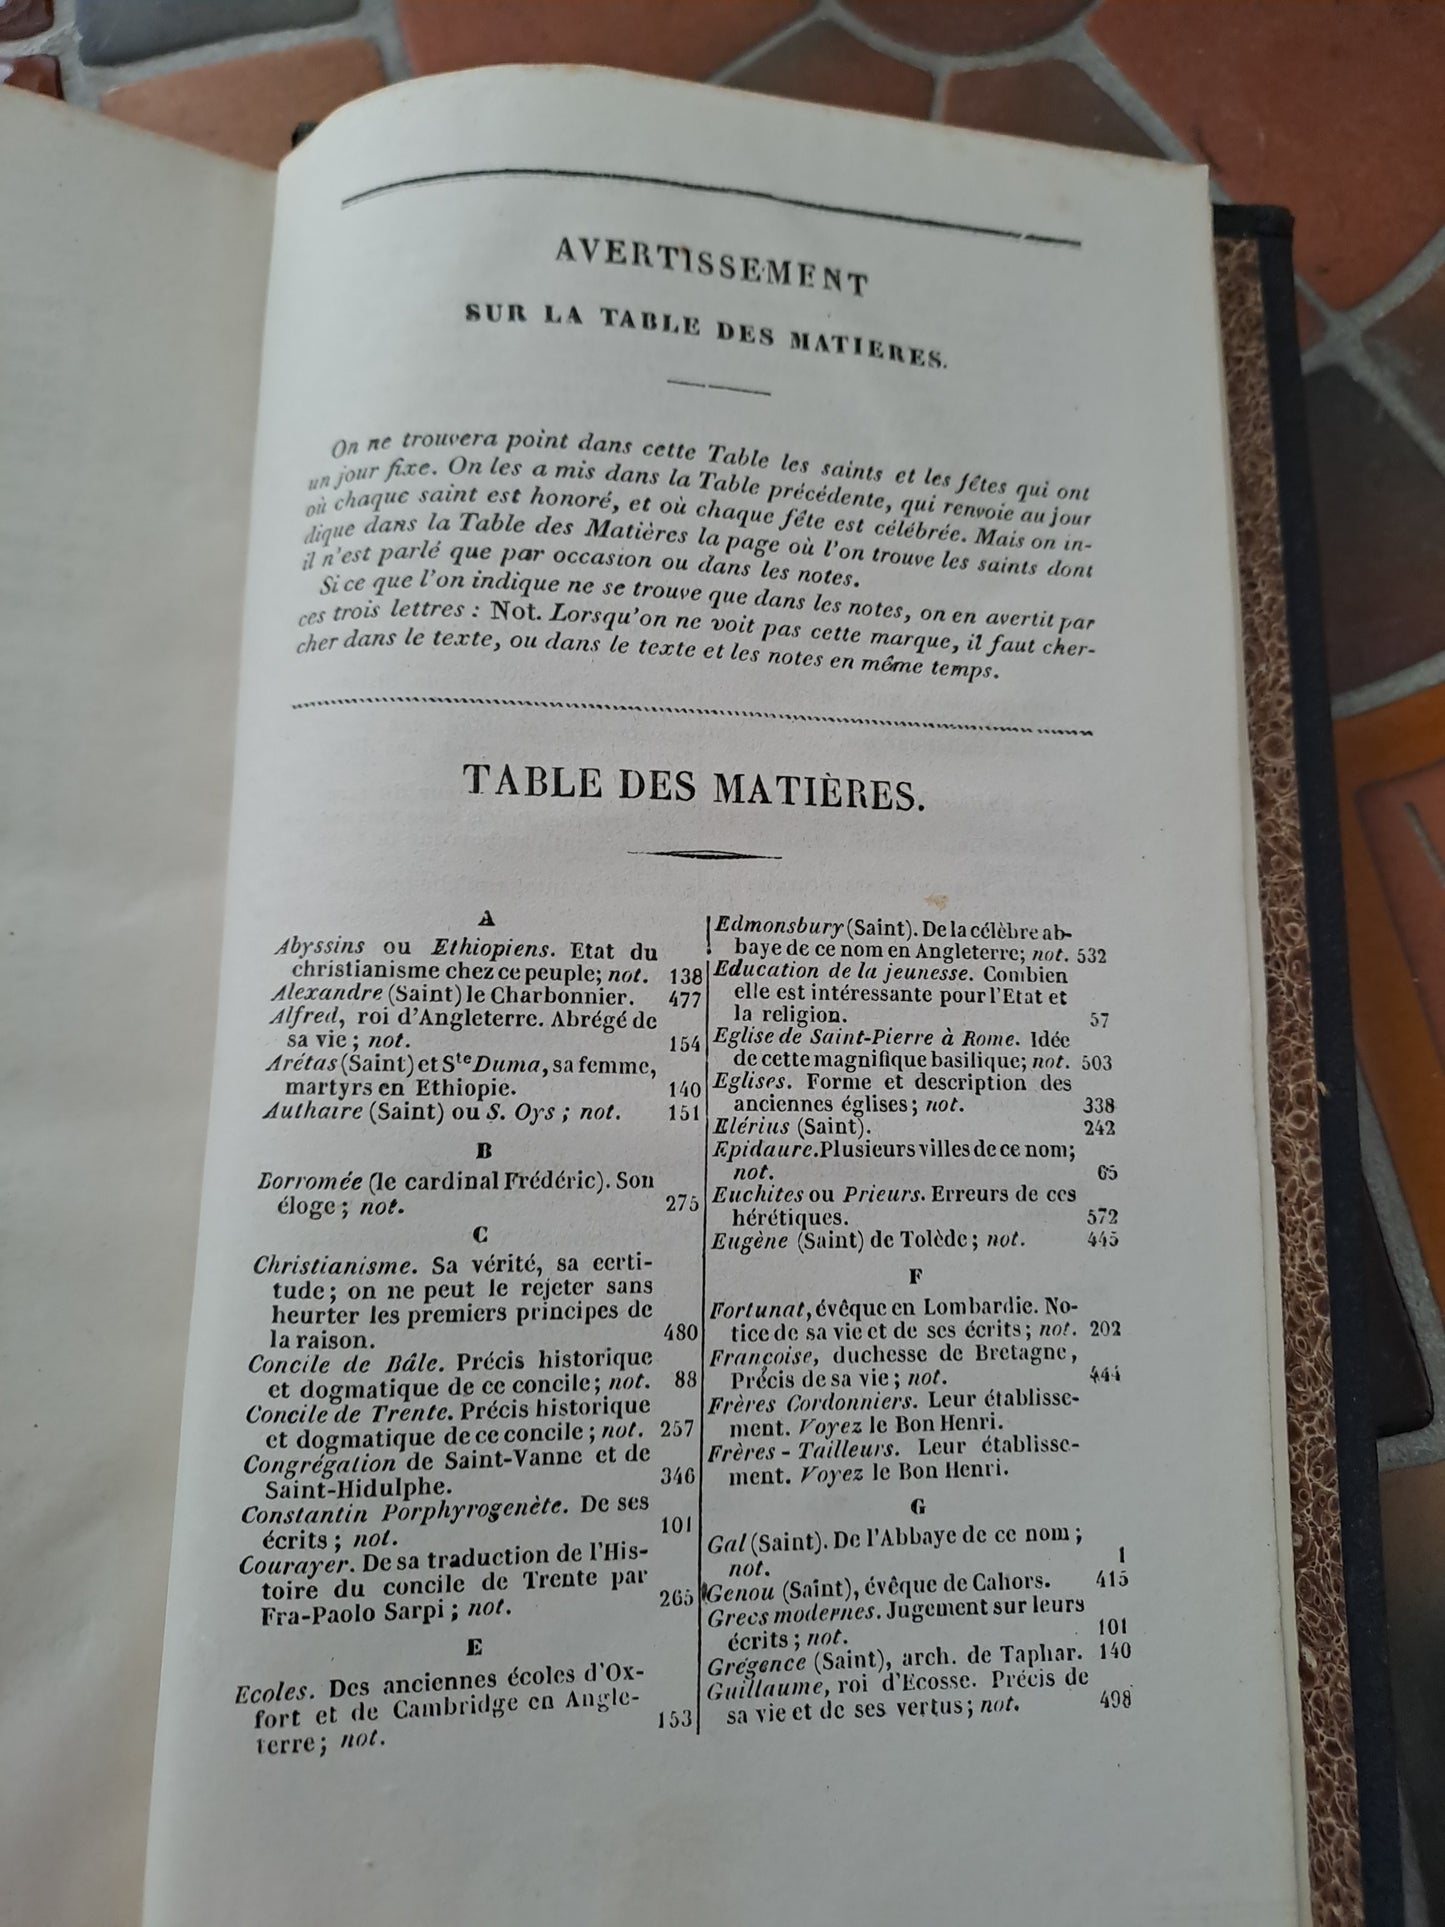 AVERTISSEMENT
SUR LA TABLE DES MATIERES.
On ne trouvera point dans cette Table les saints et les fêtes qui ont
un jour fixe. On les a mis dans la Table précédente, qui renvoie au jour
où chaque saint est honoré, et où chaque fête est célébrée. Mais on in-
dique dans la Table des Matières la page où l'on trouve les saints dont
il n'est parlé que par occasion ou dans les notes.
Si ce que l'on indique ne se trouve que dans les notes, on en avertit par
ces trois lettres : Not. Lorsqu'on ne voit pas cette marque, il faut cher-
cher dans le texte, ou dans le texte et les notes en même temps.
TABLE DES MATIÈRES.
A
Abyssins ou Ethiopiens. Etat du
christianisme chez ce peuple; not. 138
Alexandre (Saint) le Charbonnier. 477
Alfred, roi d'Angleterre. Abrégé de
sa vie ; not. 154
Arétas (Saint) et Ste Duma, sa femme,
martyrs en Ethiopie. 140
Authaire (Saint) ou S. Oys ; not. 151
B
Borromée (le cardinal Frédéric). Son
éloge ; not. 275
C
Christianisme. Sa vérité, sa certi-
tude ; on ne peut le rejeter sans
heurter les premiers principes de
la raison. 480
Concile de Bâle. Précis historique
et dogmatique de ce concile ; not. 88
Concile de Trente. Précis historique
et dogmatique de ce concile ; not. 257
Congrégation de Saint-Vanne et de
Saint-Hidulphe. 346
Constantin Porphyrogenète. De ses
écrits ; not. 101
Courayer. De sa traduction de l'His-
toire du concile de Trente par
Fra-Paolo Sarpi ; not. 265
E
Ecoles. Des anciennes écoles d'Ox-
fort et de Cambridge en Angle-
terre ; not. 153
Edmonsbury (Saint). De la célèbre ab-
baye de ce nom en Angleterre; not. 532
Education de la jeunesse. Combien
elle est intéressante pour l'Etat et
la religion. 57
Eglise de Saint-Pierre à Rome. Idée
de cette magnifique basilique; not. 503
Eglises. Forme et description des
anciennes églises ; not. 338
Elérius (Saint). 242
Epidaure. Plusieurs villes de ce nom;
not. 65
Euchites ou Prieurs. Erreurs de ces
hérétiques. 572
Eugène (Saint) de Tolède ; not. 445
F
Fortunat, évêque en Lombardie. No-
tice de sa vie et de ses écrits ; not. 202
Françoise, duchesse de Bretagne,
Précis de sa vie ; not. 444
Frères Cordonniers. Leur établisse-
ment. Voyez le Bon Henri.
Frères-Tailleurs. Leur établisse-
ment. Voyez le Bon Henri.
G
Gal (Saint). De l'Abbaye de ce nom ;
not. 1
Genou (Saint), évêque de Cahors. 415
Grecs modernes. Jugement sur leurs
écrits ; not. 101
Grégence (Saint), arch. de Taphar. 140
Guillaume, roi d'Ecosse. Précis de
sa vie et de ses vertus ; not. 498